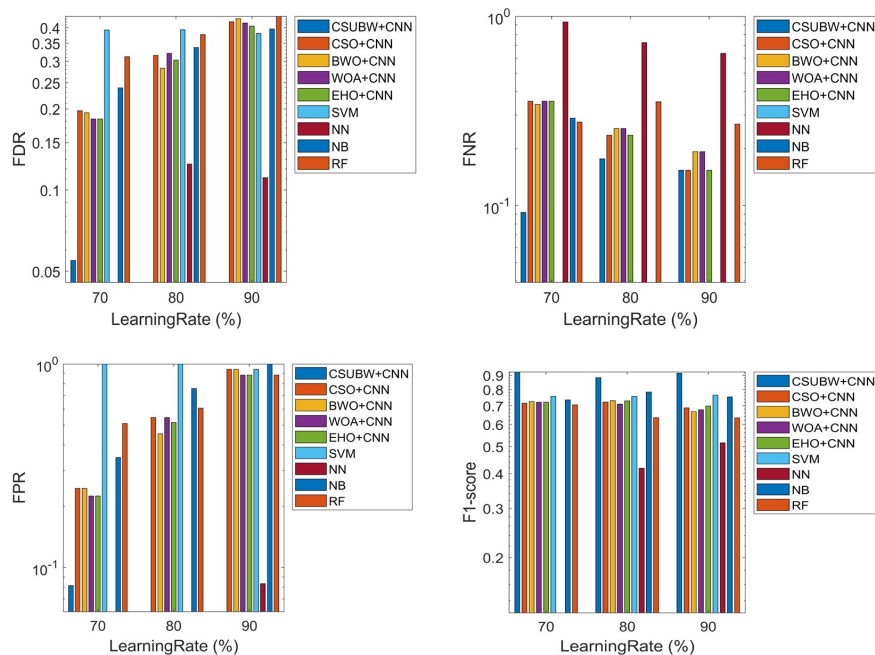 0.4
0.35
0.3
0.25
0.2
0.15
0.1
0.05
FDR
70 80 90
LearningRate (%)
CSUBW+CNN
CSO+CNN
BWO+CNN
WOA+CNN
EHO+CNN
SVM
NN
NB
RF
10^0
10^-1
FNR
70 80 90
LearningRate (%)
CSUBW+CNN
CSO+CNN
BWO+CNN
WOA+CNN
EHO+CNN
SVM
NN
NB
RF
10^0
10^-1
FPR
70 80 90
LearningRate (%)
CSUBW+CNN
CSO+CNN
BWO+CNN
WOA+CNN
EHO+CNN
SVM
NN
NB
RF
0.9
0.8
0.7
0.6
0.5
0.4
0.3
0.2
F1-score
70 80 90
LearningRate (%)
CSUBW+CNN
CSO+CNN
BWO+CNN
WOA+CNN
EHO+CNN
SVM
NN
NB
RF